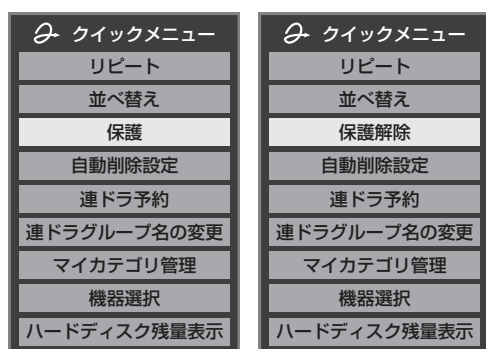 クイックメニュー
リピート
並べ替え
保護
自動削除設定
連ドラ予約
連ドラグループ名の変更
マイカテゴリ管理
機器選択
ハードディスク残量表示
クイックメニュー
リピート
並べ替え
保護解除
自動削除設定
連ドラ予約
連ドラグループ名の変更
マイカテゴリ管理
機器選択
ハードディスク残量表示